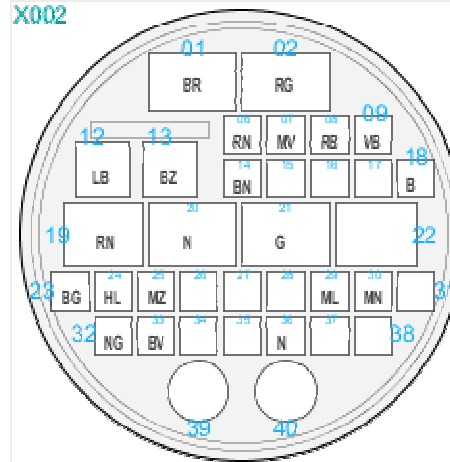 X002
01 02
BR RG
06 07 08 09
RN MV RB VB
12 13
14 15 16 17 18
LB BZ BN B
19 20 21 22
RN N G
23 24 25 26 27 28 29 30 31
BG HL MZ ML MN
32 33 34 35 36 37 38
NG BV N
39 40